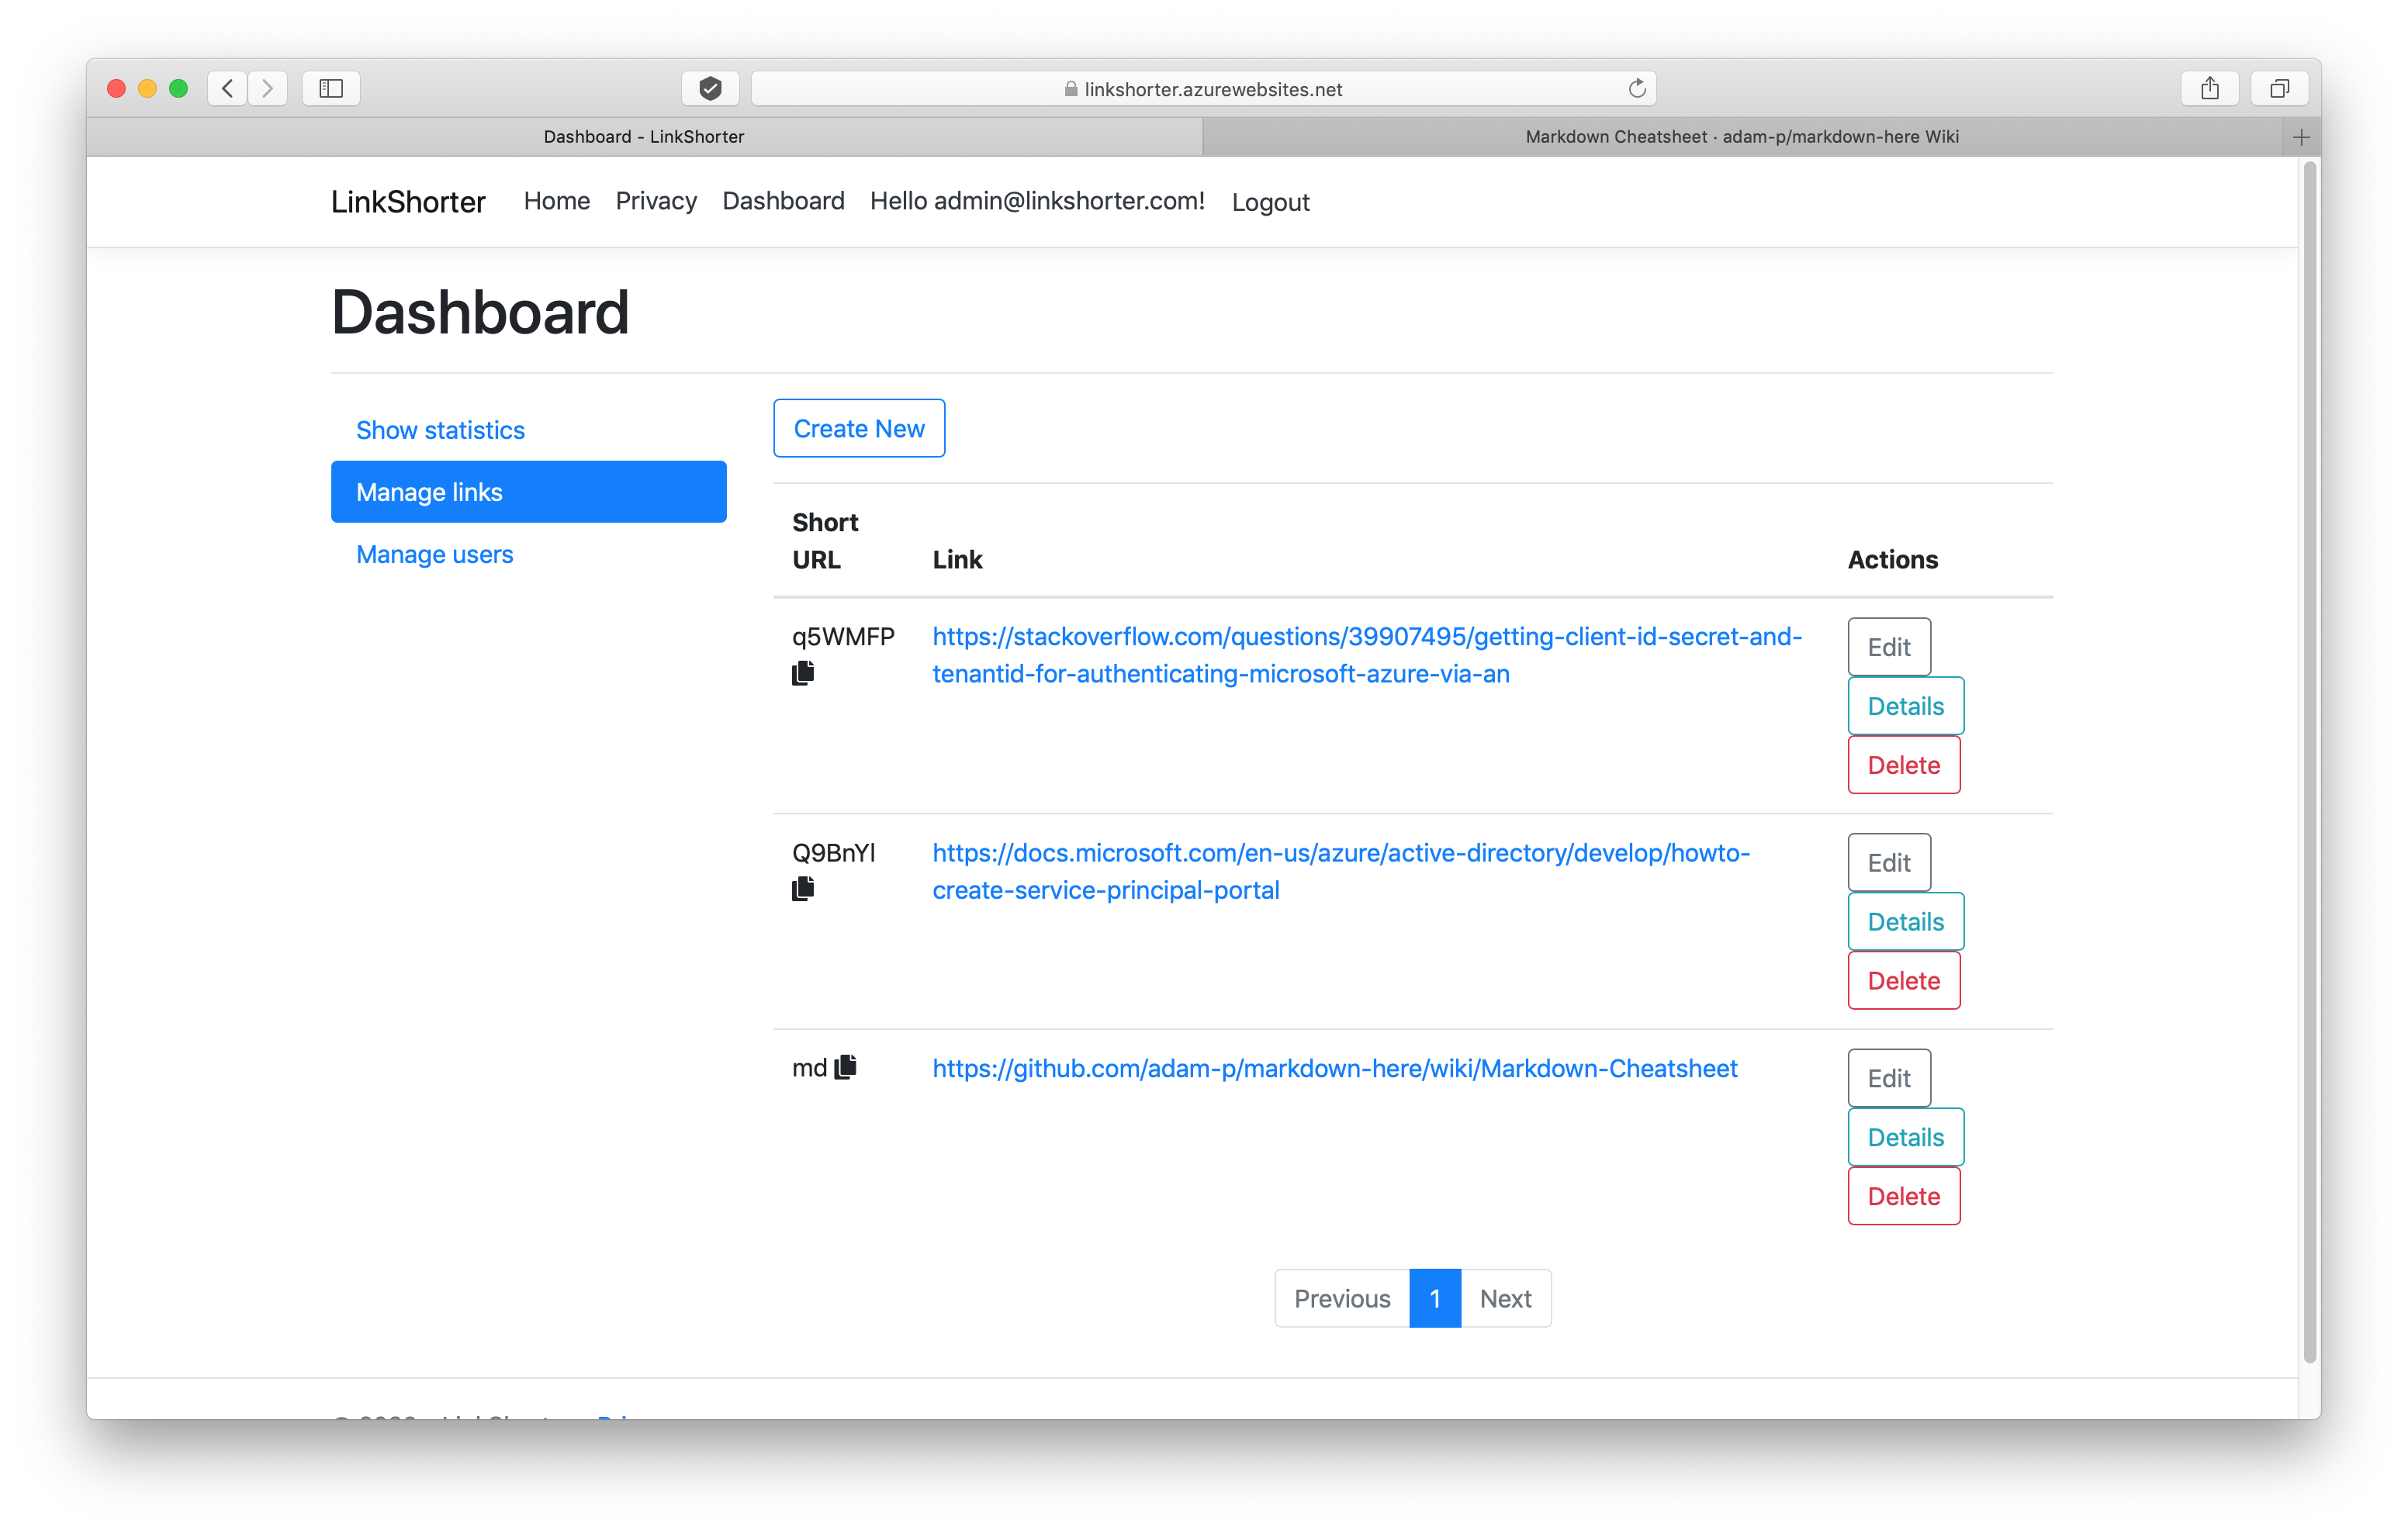 linkshorter.azurewebsites.net
Dashboard - LinkShorter
Markdown Cheatsheet · adam-p/markdown-here Wiki
LinkShorter Home Privacy Dashboard Hello admin@linkshorter.com! Logout
Dashboard
Show statistics
Manage links
Manage users
Create New
Short
URL Link Actions
q5WMFP https://stackoverflow.com/questions/39907495/getting-client-id-secret-and-
tenantid-for-authenticating-microsoft-azure-via-an
Edit
Details
Delete
Q9BnYl https://docs.microsoft.com/en-us/azure/active-directory/develop/howto-
create-service-principal-portal
Edit
Details
Delete
md https://github.com/adam-p/markdown-here/wiki/Markdown-Cheatsheet
Edit
Details
Delete
Previous 1 Next